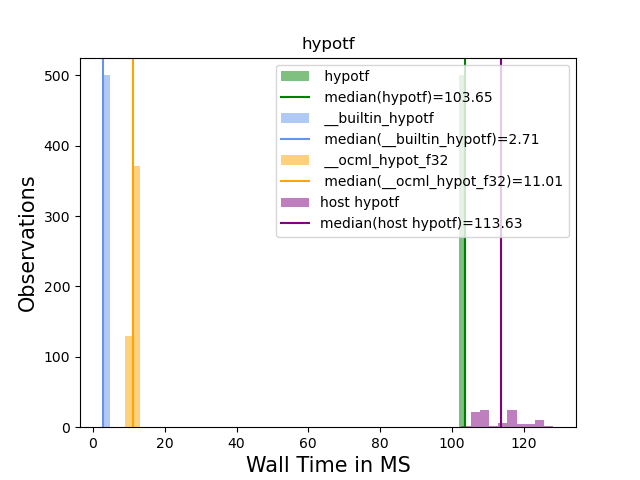 hypotf
500
400
300
200
100
0
Observations
hypotf
median(hypotf)=103.65
__builtin_hypotf
median(__builtin_hypotf)=2.71
__ocml_hypot_f32
median(__ocml_hypot_f32)=11.01
host hypotf
median(host hypotf)=113.63
0 20 40 60 80 100 120
Wall Time in MS